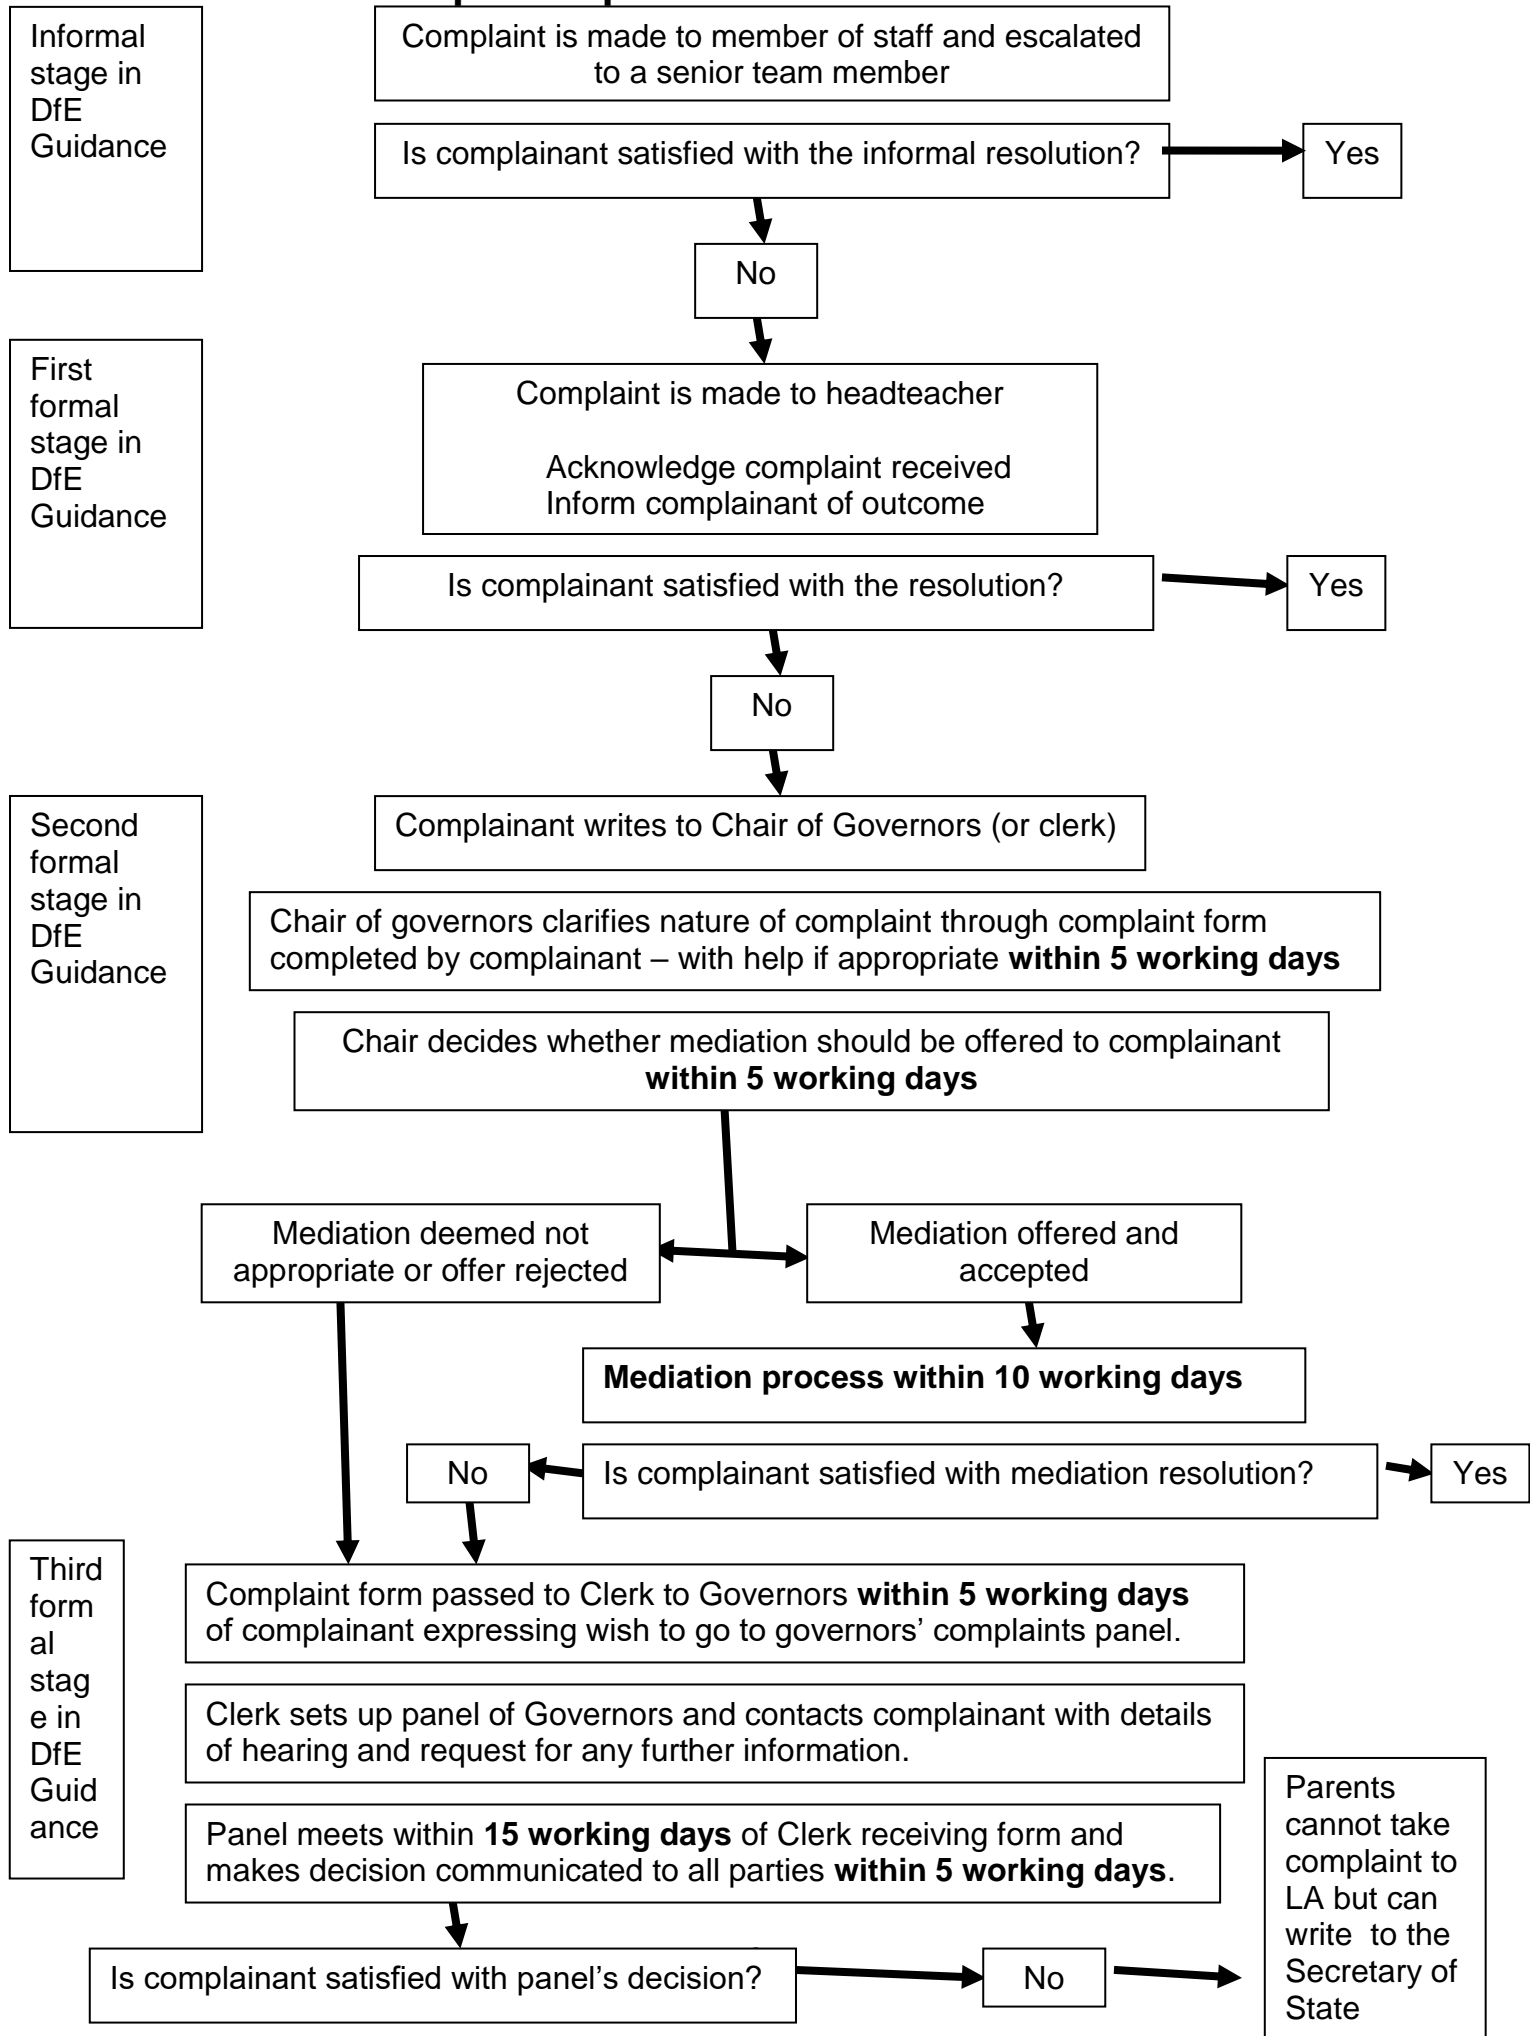 Informal
stage in
DfE
Guidance
Complaint is made to member of staff and escalated
to a senior team member
Is complainant satisfied with the informal resolution?
Yes
No
First
formal
stage in
DfE
Guidance
Complaint is made to headteacher
Acknowledge complaint received
Inform complainant of outcome
Is complainant satisfied with the resolution?
Yes
No
Second
formal
stage in
DfE
Guidance
Complainant writes to Chair of Governors (or clerk)
Chair of governors clarifies nature of complaint through complaint form
completed by complainant – with help if appropriate within 5 working days
Chair decides whether mediation should be offered to complainant
within 5 working days
Mediation deemed not
appropriate or offer rejected
Mediation offered and
accepted
Mediation process within 10 working days
No
Is complainant satisfied with mediation resolution?
Yes
Third
form
al
stag
e in
DfE
Guid
ance
Complaint form passed to Clerk to Governors within 5 working days
of complainant expressing wish to go to governors’ complaints panel.
Clerk sets up panel of Governors and contacts complainant with details
of hearing and request for any further information.
Panel meets within 15 working days of Clerk receiving form and
makes decision communicated to all parties within 5 working days.
Is complainant satisfied with panel’s decision?
No
Parents
cannot take
complaint to
LA but can
write  to the
Secretary of
State